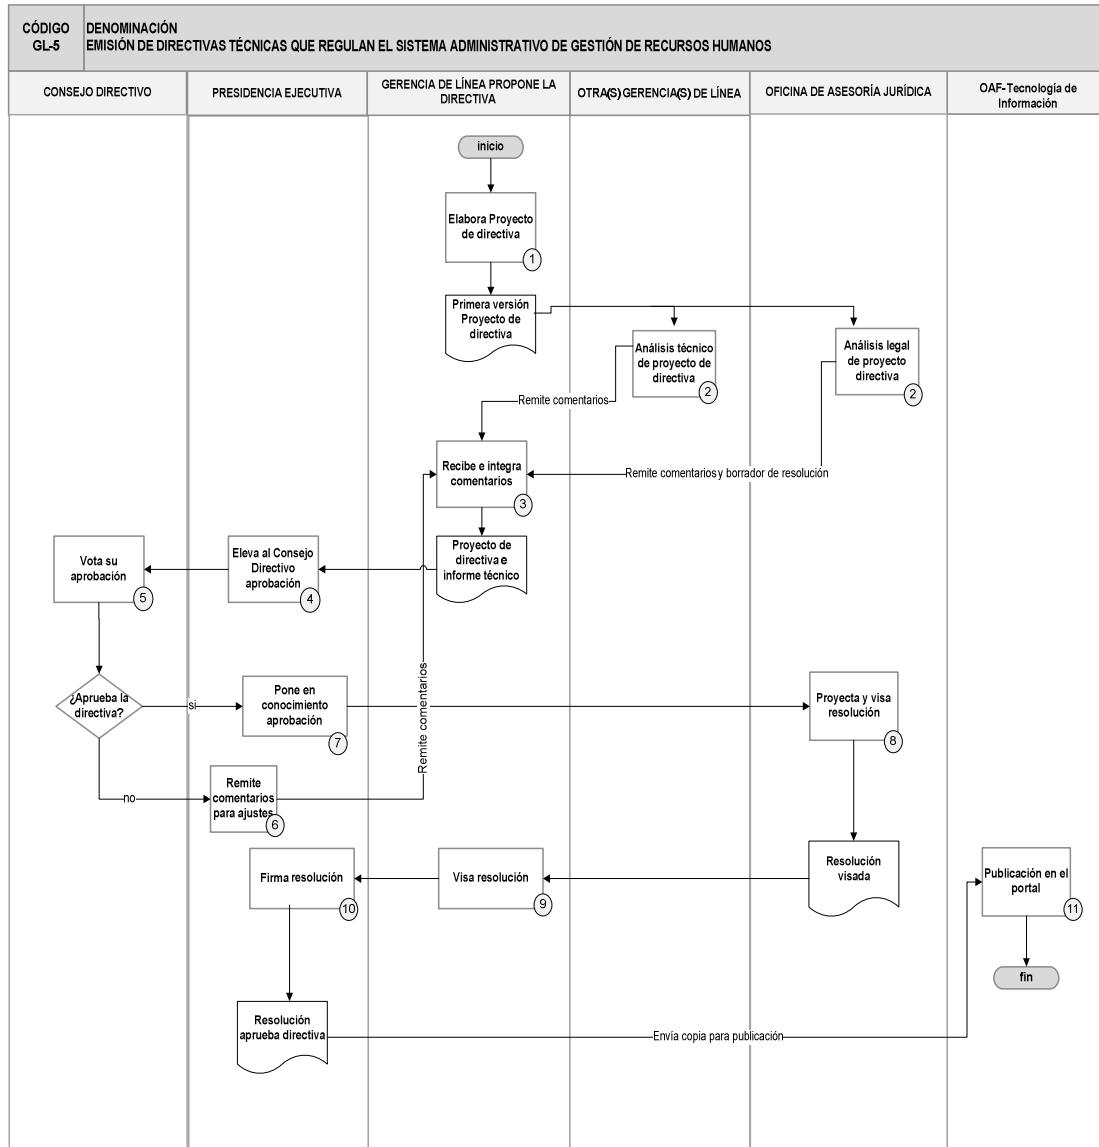 CÓDIGO
GL-5
DENOMINACIÓN
EMISIÓN DE DIRECTIVAS TÉCNICAS QUE REGULAN EL SISTEMA ADMINISTRATIVO DE GESTIÓN DE RECURSOS HUMANOS
CONSEJO DIRECTIVO
PRESIDENCIA EJECUTIVA
GERENCIA DE LÍNEA PROPONE LA
DIRECTIVA
OTRA(S) GERENCIA(S) DE LÍNEA
OFICINA DE ASESORÍA JURÍDICA
OAF-Tecnología de
Información
inicio
Elabora Proyecto
de directiva
1
Primera versión
Proyecto de
directiva
Análisis técnico
de proyecto de
directiva
2
Análisis legal
de proyecto
directiva
2
Remite comentarios
Recibe e integra
comentarios
3
Remite comentarios y borrador de resolución
Proyecto de
directiva e
informe técnico
Eleva al Consejo
Directivo
aprobación
4
Vota su
aprobación
5
¿Aprueba la
directiva?
si
Pone en
conocimiento
aprobación
7
Remite comentarios
Proyecta y visa
resolución
8
no
Remite
comentarios
para ajustes
6
Firma resolución
10
Visa resolución
9
Resolución
visada
Publicación en el
portal
11
fin
Resolución
aprueba directiva
Envía copia para publicación